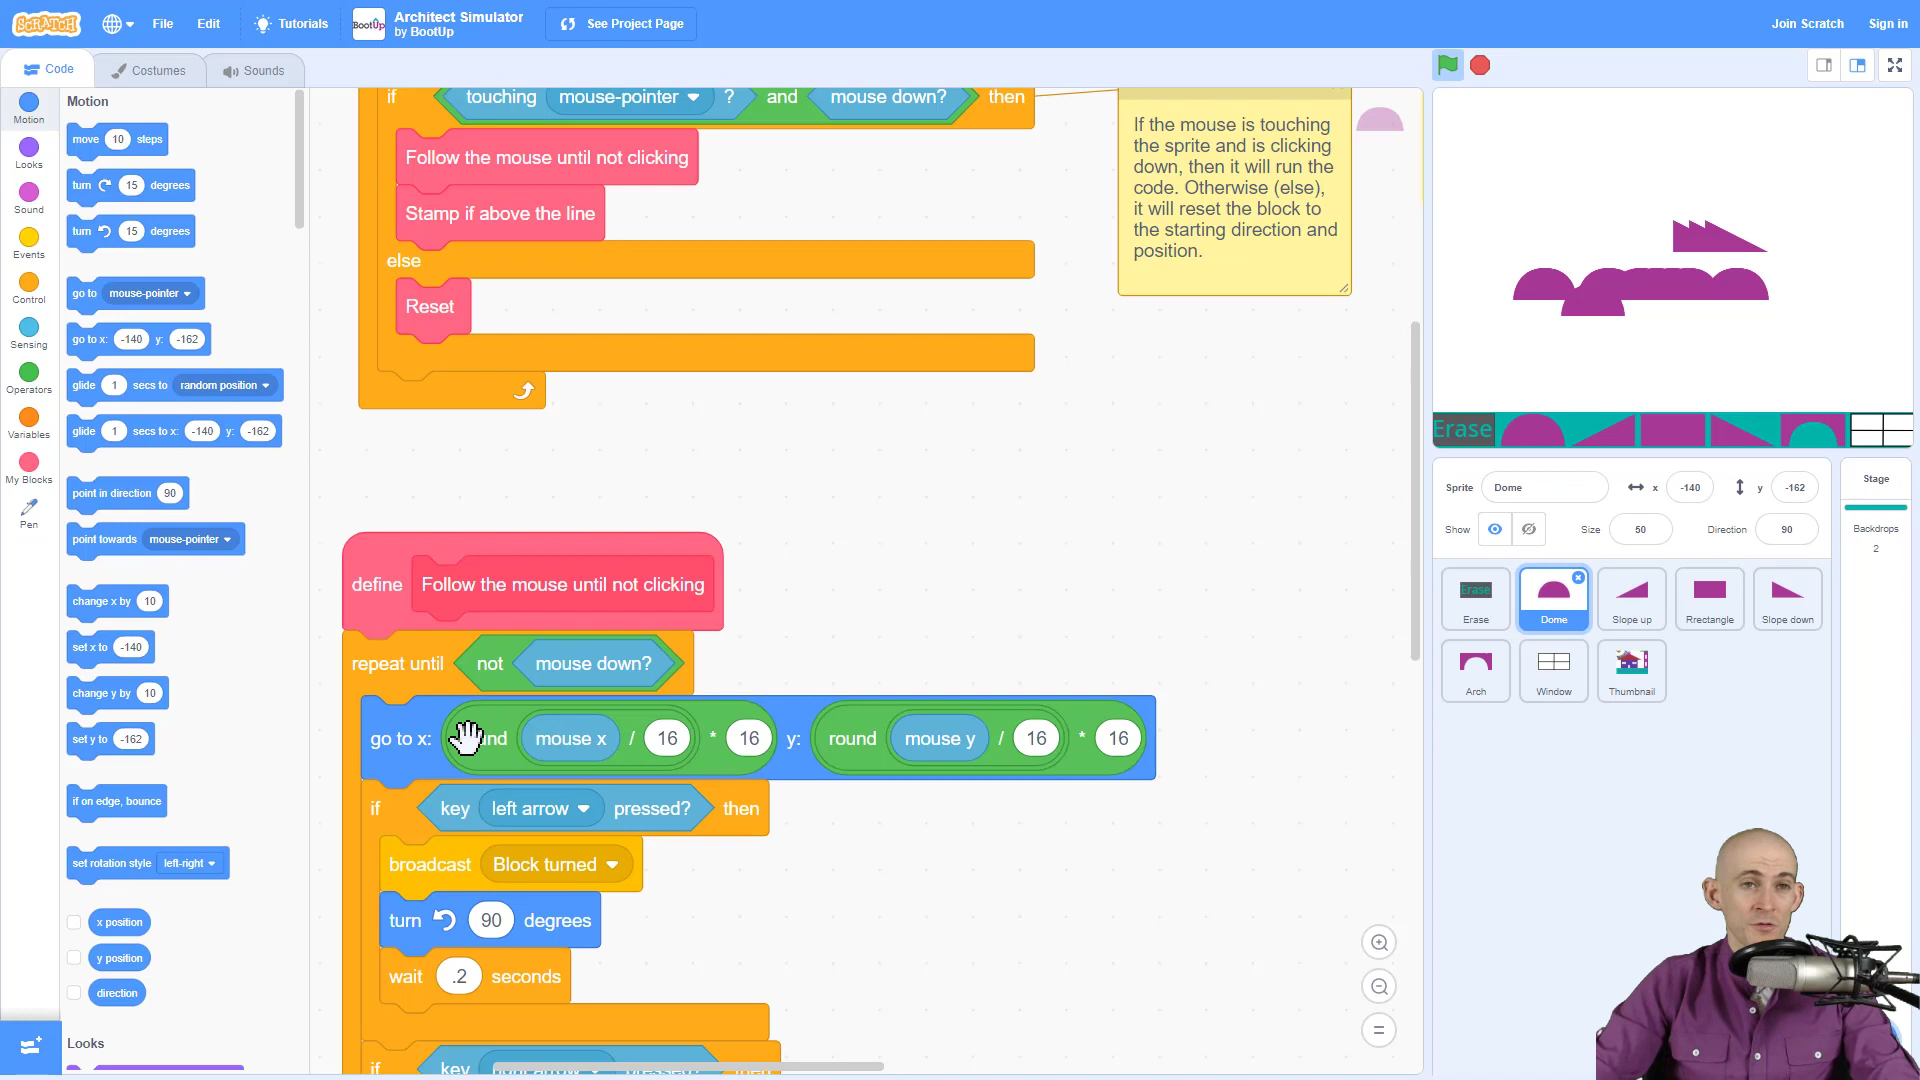 SCRATCH File Edit Tutorials BootUp Architect Simulator by BootUp See Project Page Join Scratch Sign in
Code Costumes Sounds
Motion
Looks
Sound
Events
Control
Sensing
Operators
Variables
My Blocks
Pen
Motion
move 10 steps
turn 15 degrees
turn 15 degrees
go to mouse-pointer
go to x: -140 y: -162
glide 1 secs to random position
glide 1 secs to x: -140 y: -162
point in direction 90
point towards mouse-pointer
change x by 10
set x to -140
change y by 10
set y to -162
if on edge, bounce
set rotation style left-right
x position
y position
direction
Looks
if touching mouse-pointer ? and mouse down? then
Follow the mouse until not clicking
Stamp if above the line
else
Reset
If the mouse is touching
the sprite and is clicking
down, then it will run the
code. Otherwise (else),
it will reset the block to
the starting direction and
position.
define Follow the mouse until not clicking
repeat until not mouse down?
go to x: mouse x / 16 * 16 y: round mouse y / 16 * 16
if key left arrow pressed? then
broadcast Block turned
turn 90 degrees
wait .2 seconds
if key right arrow pressed? then
Erase
Sprite Dome x -140 y -162
Show Size 50 Direction 90
Erase
Erase
Dome
Slope up
Rrectangle
Slope down
Arch
Window
Thumbnail
Stage
Backdrops
2